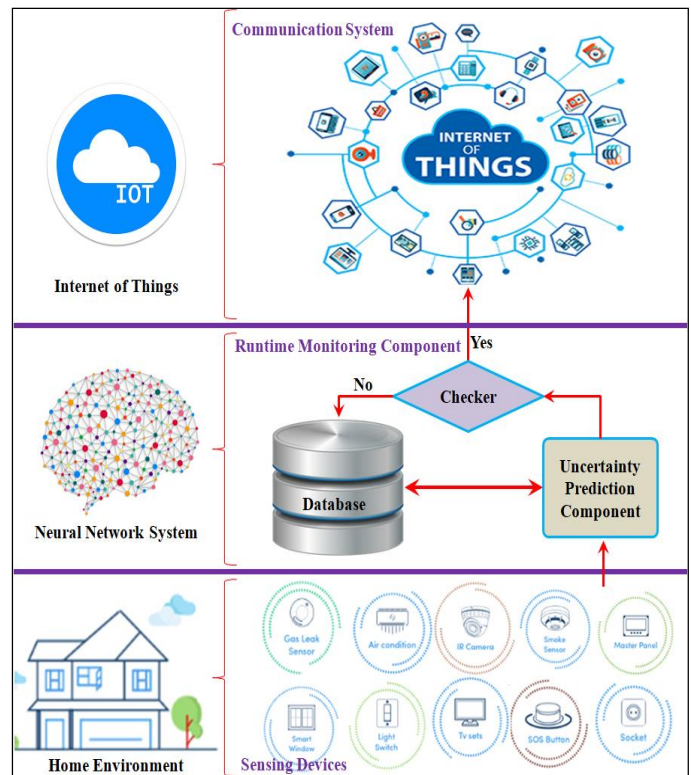 Communication System
INTERNET
OF
THINGS
IOT
Internet of Things
Runtime Monitoring Component
Yes
No
Checker
Database
Uncertainty
Prediction
Component
Neural Network System
Gas Leak
Sensor
Air condition
IR Camera
Smoke
Sensor
Master Panel
Smart
Window
Light
Switch
Tv sets
SOS Button
Socket
Home Environment
Sensing Devices